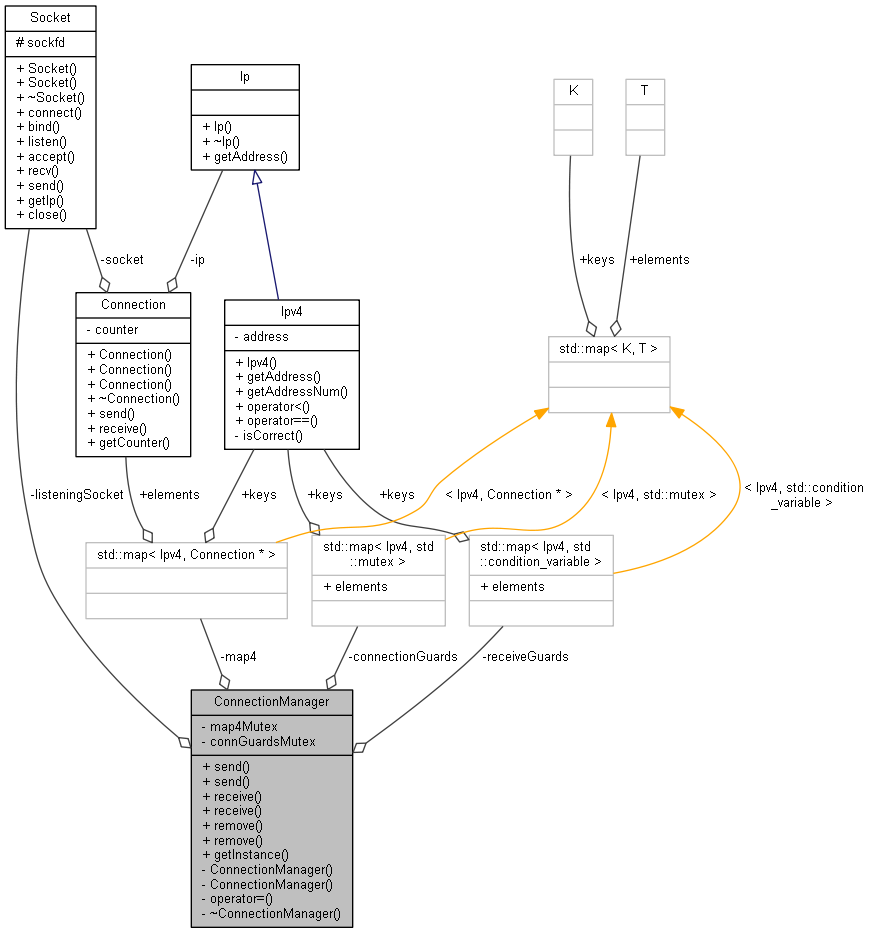 Socket
# sockfd
+ Socket()
+ Socket()
+ ~Socket()
+ connect()
+ bind()
+ listen()
+ accept()
+ recv()
+ send()
+ getIp()
+ close()
Ip
+ Ip()
+ ~Ip()
+ getAddress()
K
T
-socket
-ip
+keys
+elements
Connection
- counter
+ Connection()
+ Connection()
+ Connection()
+ ~Connection()
+ send()
+ receive()
+ getCounter()
Ipv4
- address
+ Ipv4()
+ getAddress()
+ getAddressNum()
+ operator<()
+ operator==()
- isCorrect()
std::map< K, T >
-listeningSocket
+elements
+keys
+keys
+keys
< Ipv4, Connection * >
< Ipv4, std::mutex >
< Ipv4, std::condition
_variable >
std::map< Ipv4, Connection * >
std::map< Ipv4, std
::mutex >
+ elements
std::map< Ipv4, std
::condition_variable >
+ elements
-map4
-connectionGuards
-receiveGuards
ConnectionManager
- map4Mutex
- connGuardsMutex
+ send()
+ send()
+ receive()
+ receive()
+ remove()
+ remove()
+ getInstance()
- ConnectionManager()
- ConnectionManager()
- operator=()
- ~ConnectionManager()